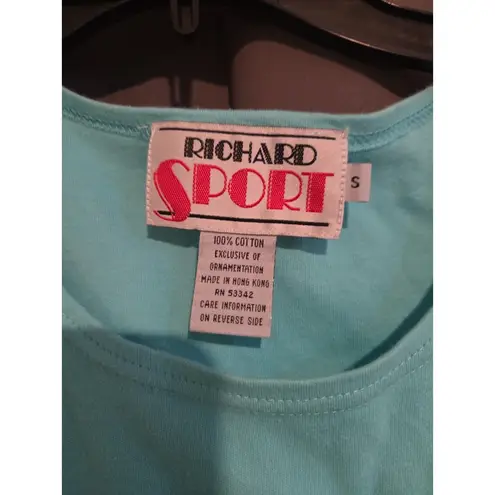 RICHARD
SPORT
S
100% COTTON
EXCLUSIVE OF
ORNAMENTATION
MADE IN HONG KONG
RN 53342
CARE INFORMATION
ON REVERSE SIDE